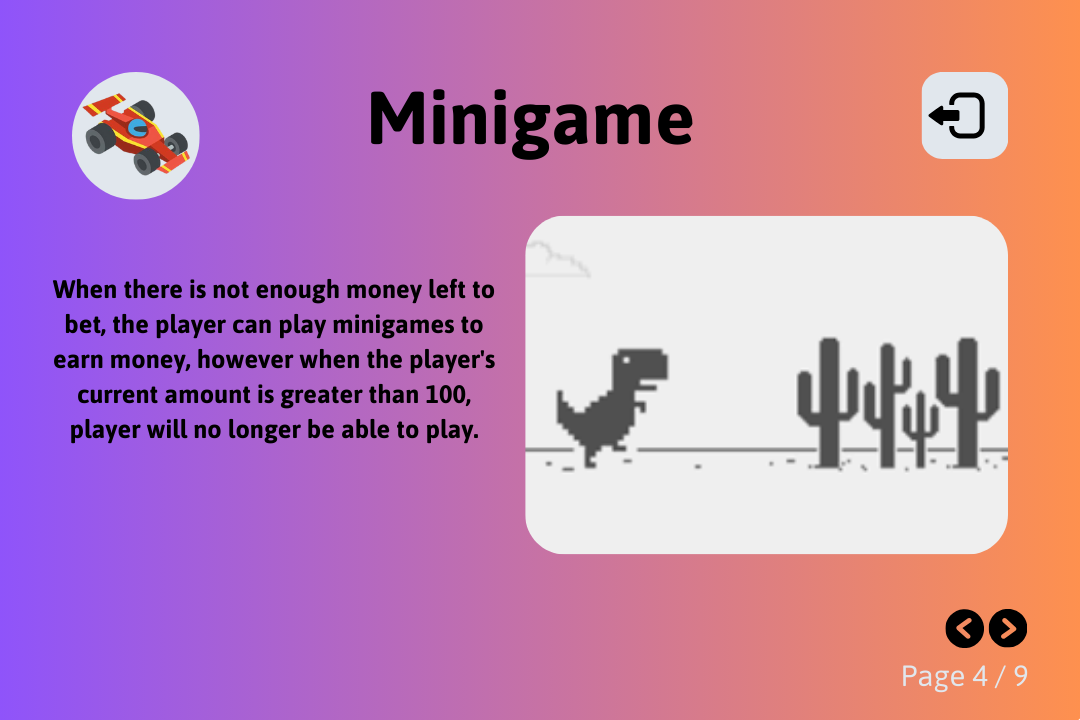 Minigame
When there is not enough money left to
bet, the player can play minigames to
earn money, however when the player's
current amount is greater than 100,
player will no longer be able to play.
Page 4 / 9